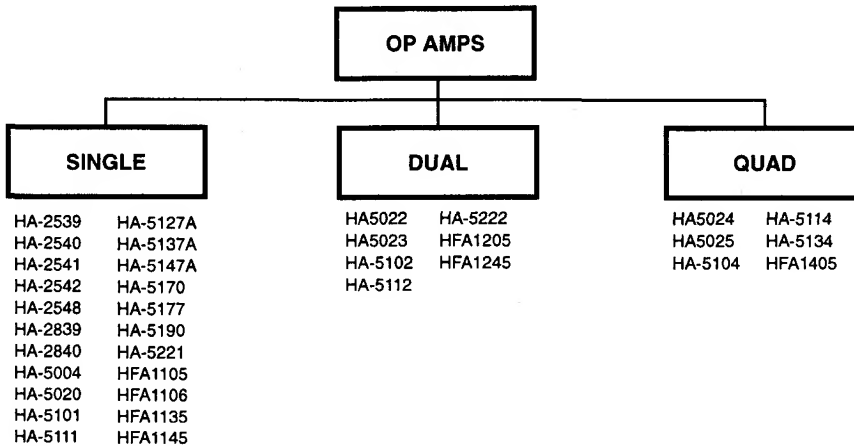 OP AMPS
SINGLE
HA-2539
HA-2540
HA-2541
HA-2542
HA-2548
HA-2839
HA-2840
HA-5004
HA-5020
HA-5101
HA-5111
HA-5127A
HA-5137A
HA-5147A
HA-5170
HA-5177
HA-5190
HA-5221
HFA1105
HFA1106
HFA1135
HFA1145
DUAL
HA5022
HA5023
HA-5102
HA-5112
HA-5222
HFA1205
HFA1245
QUAD
HA5024
HA5025
HA-5104
HA-5114
HA-5134
HFA1405